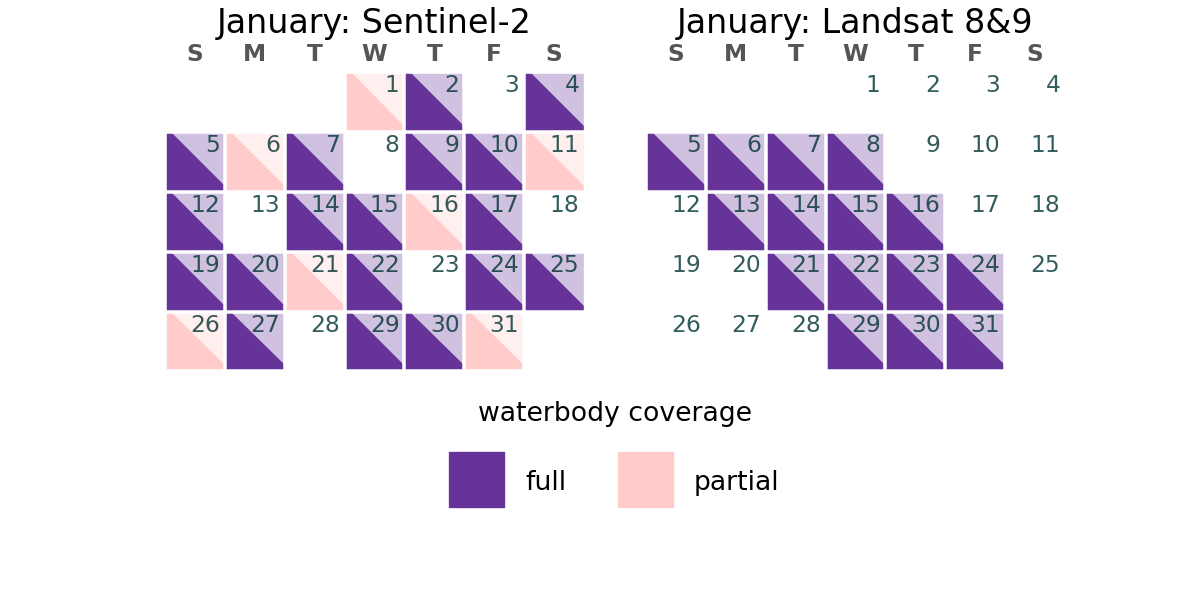 January: Sentinel-2
S M T W T F S
1 2 3 4
5 6 7 8 9 10 11
12 13 14 15 16 17 18
19 20 21 22 23 24 25
26 27 28 29 30 31
January: Landsat 8&9
S M T W T F S
1 2 3 4
5 6 7 8 9 10 11
12 13 14 15 16 17 18
19 20 21 22 23 24 25
26 27 28 29 30 31
waterbody coverage
full partial